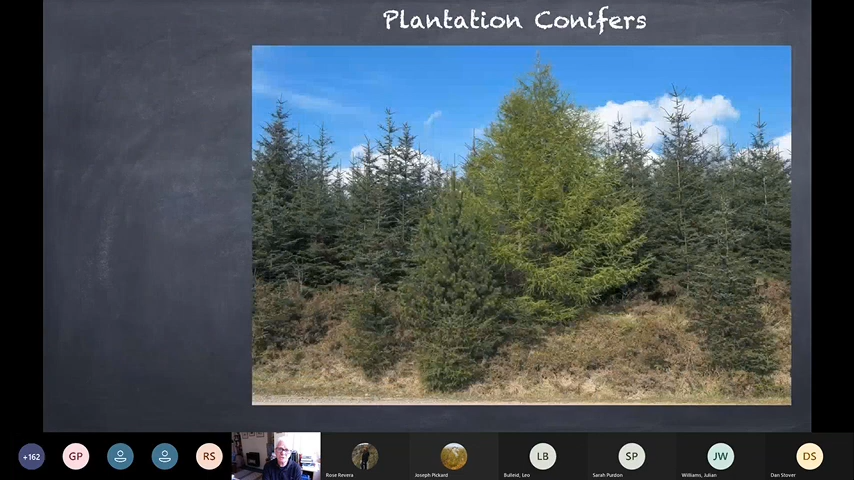 Plantation Conifers
+162
GP
RS
Rose Revera
Joseph Pickard
LB
Bulleid, Leo
SP
Sarah Purdon
JW
Williams, Julian
DS
Dan Stover